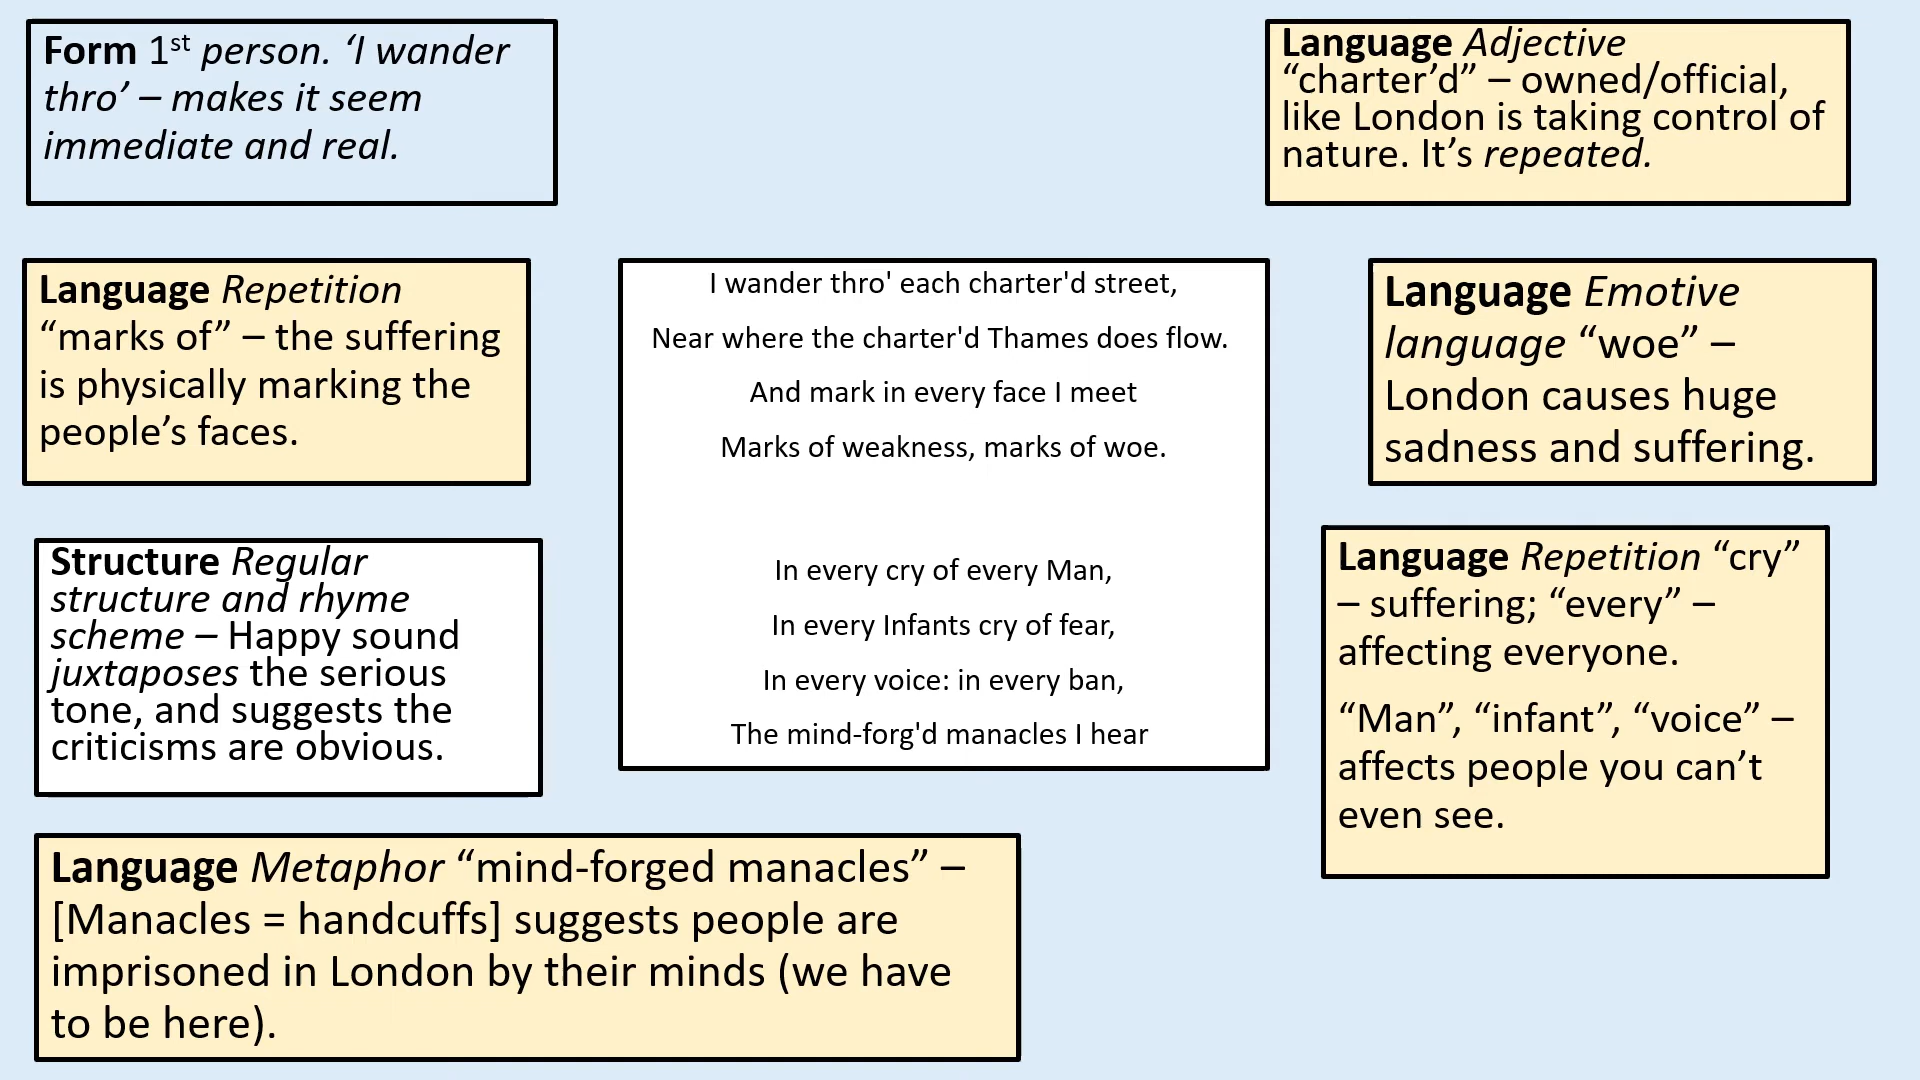 Form 1st person. ‘I wander
thro’ – makes it seem
immediate and real.
Language Adjective
“charter’d” – owned/official,
like London is taking control of
nature. It’s repeated.
Language Repetition
“marks of” – the suffering
is physically marking the
people’s faces.
I wander thro' each charter'd street,
Near where the charter'd Thames does flow.
And mark in every face I meet
Marks of weakness, marks of woe.
In every cry of every Man,
In every Infants cry of fear,
In every voice: in every ban,
The mind-forg'd manacles I hear
Language Emotive
language “woe” –
London causes huge
sadness and suffering.
Structure Regular
structure and rhyme
scheme – Happy sound
juxtaposes the serious
tone, and suggests the
criticisms are obvious.
Language Repetition “cry”
– suffering; “every” –
affecting everyone.
“Man”, “infant”, “voice” –
affects people you can’t
even see.
Language Metaphor “mind-forged manacles” –
[Manacles = handcuffs] suggests people are
imprisoned in London by their minds (we have
to be here).